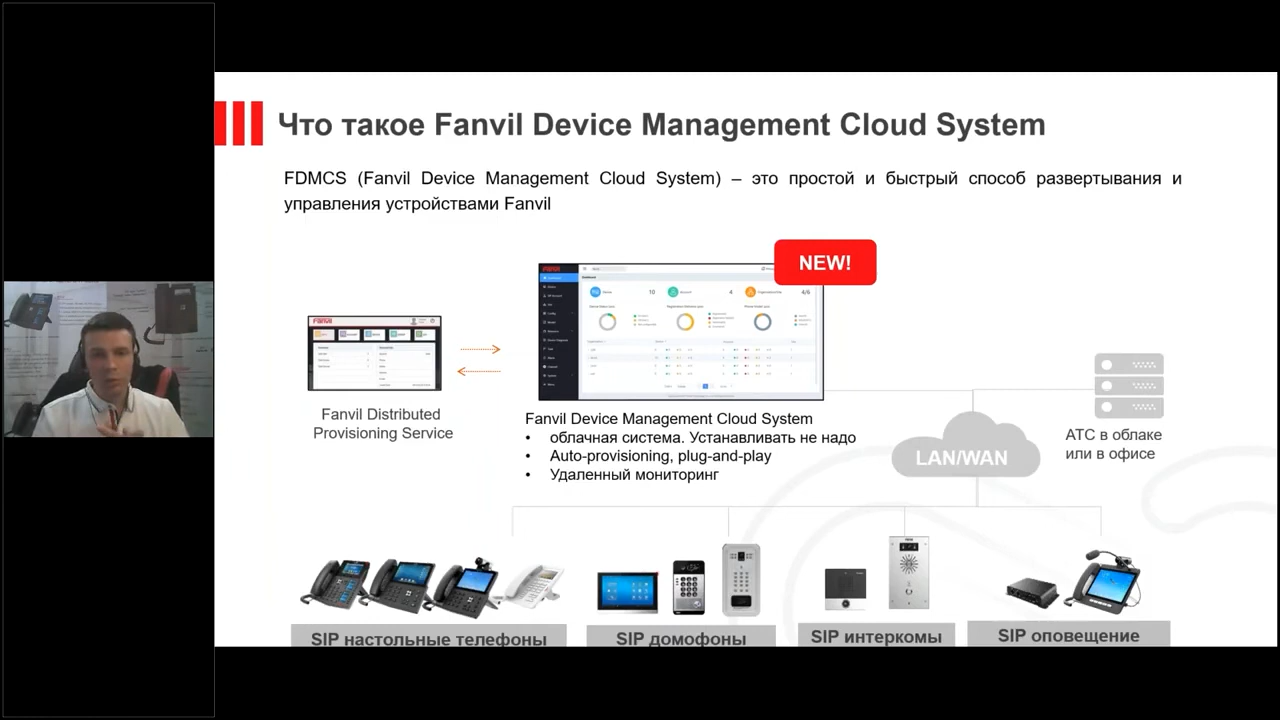 Что такое Fanvil Device Management Cloud System
FDMCS (Fanvil Device Management Cloud System) – это простой и быстрый способ развертывания и
управления устройствами Fanvil
NEW!
Fanvil Distributed
Provisioning Service
Fanvil Device Management Cloud System
• облачная система. Устанавливать не надо
• Auto-provisioning, plug-and-play
• Удаленный мониторинг
LAN/WAN
АТС в облаке
или в офисе
SIP настольные телефоны
SIP домофоны
SIP интеркомы
SIP оповещение